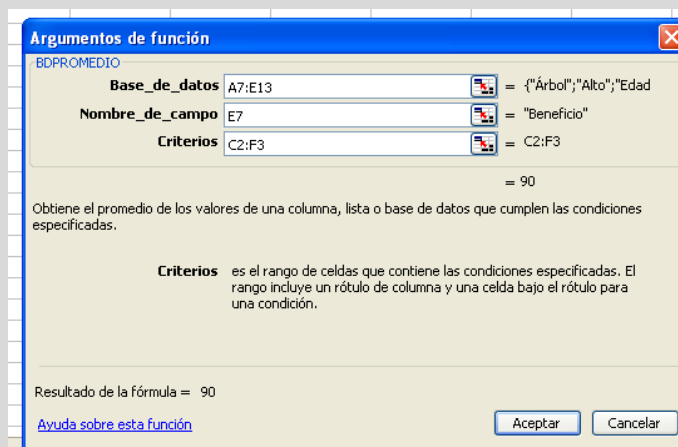 Argumentos de función
BDPROMEDIO
Base_de_datos A7:E13 = {"Árbol";"Alto";"Edad
Nombre_de_campo E7 = "Beneficio"
Criterios C2:F3 = C2:F3
= 90
Obtiene el promedio de los valores de una columna, lista o base de datos que cumplen las condiciones
especificadas.
Criterios es el rango de celdas que contiene las condiciones especificadas. El
rango incluye un rótulo de columna y una celda bajo el rótulo para
una condición.
Resultado de la fórmula = 90
Ayuda sobre esta función Aceptar Cancelar